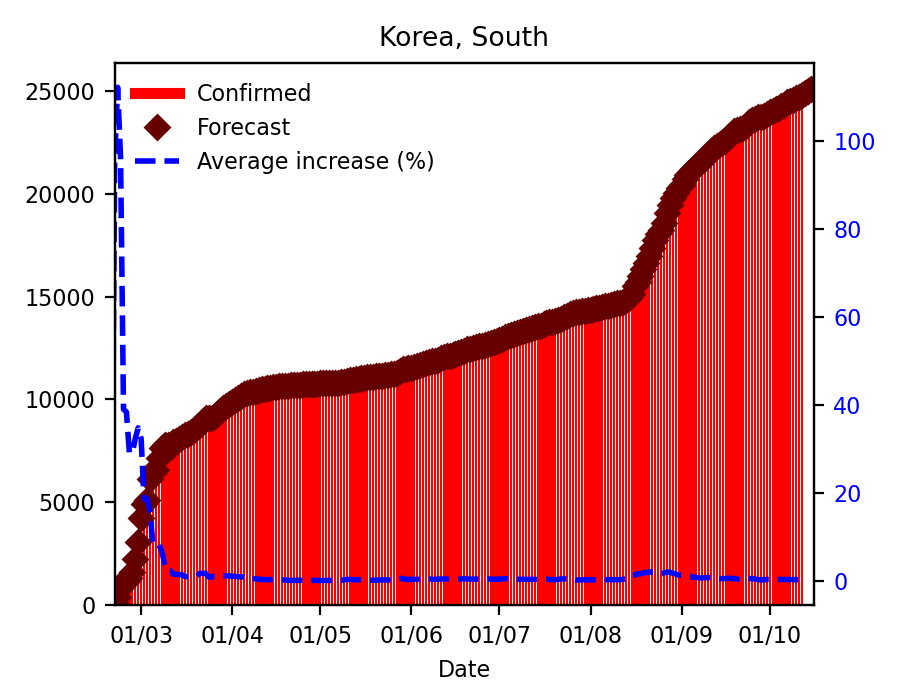 Korea, South
Confirmed
Forecast
Average increase (%)
25000
20000
15000
10000
5000
0
100
80
60
40
20
0
01/03 01/04 01/05 01/06 01/07 01/08 01/09 01/10
Date